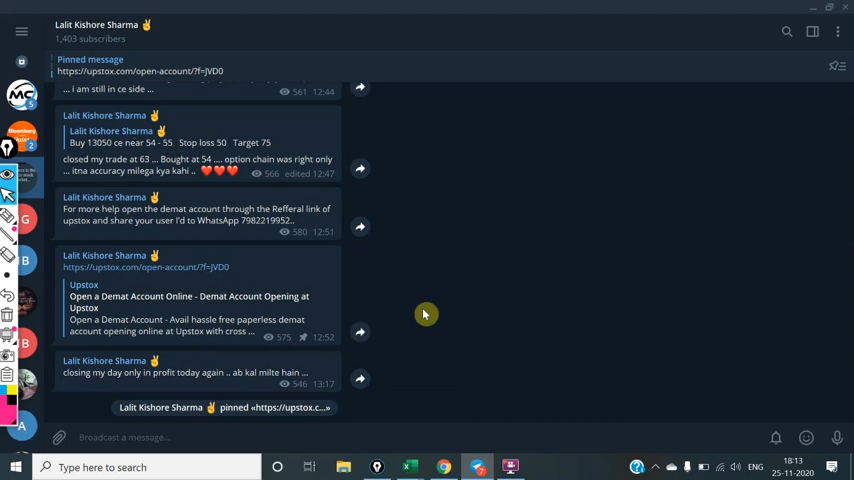 Lalit Kishore Sharma ✌
1,403 subscribers
Pinned message
https://upstox.com/open-account/?f=JVD0
... i am still in ce side ...
561 12:44
Lalit Kishore Sharma ✌
Lalit Kishore Sharma ✌
Buy 13050 ce near 54 - 55 Stop loss 50 Target 75
closed my trade at 63 ... Bought at 54 .... option chain was right only
... itna accuracy milega kya kahi .. ❤❤❤
566 edited 12:47
Lalit Kishore Sharma ✌
For more help open the demat account through the Refferal link of
upstox and share your user I'd to WhatsApp 7982219952..
580 12:51
Lalit Kishore Sharma ✌
https://upstox.com/open-account/?f=JVD0
Upstox
Open a Demat Account Online - Demat Account Opening at
Upstox
Open a Demat Account - Avail hassle free paperless demat
account opening online at Upstox with cross ...
575 12:52
Lalit Kishore Sharma ✌
closing my day only in profit today again .. ab kal milte hain ...
546 13:17
Lalit Kishore Sharma ✌ pinned «https://upstox.c...»
Broadcast a message...
MC
5
Bloomberg
2
G
B
B
A
Type here to search
7
ENG
18:13
25-11-2020